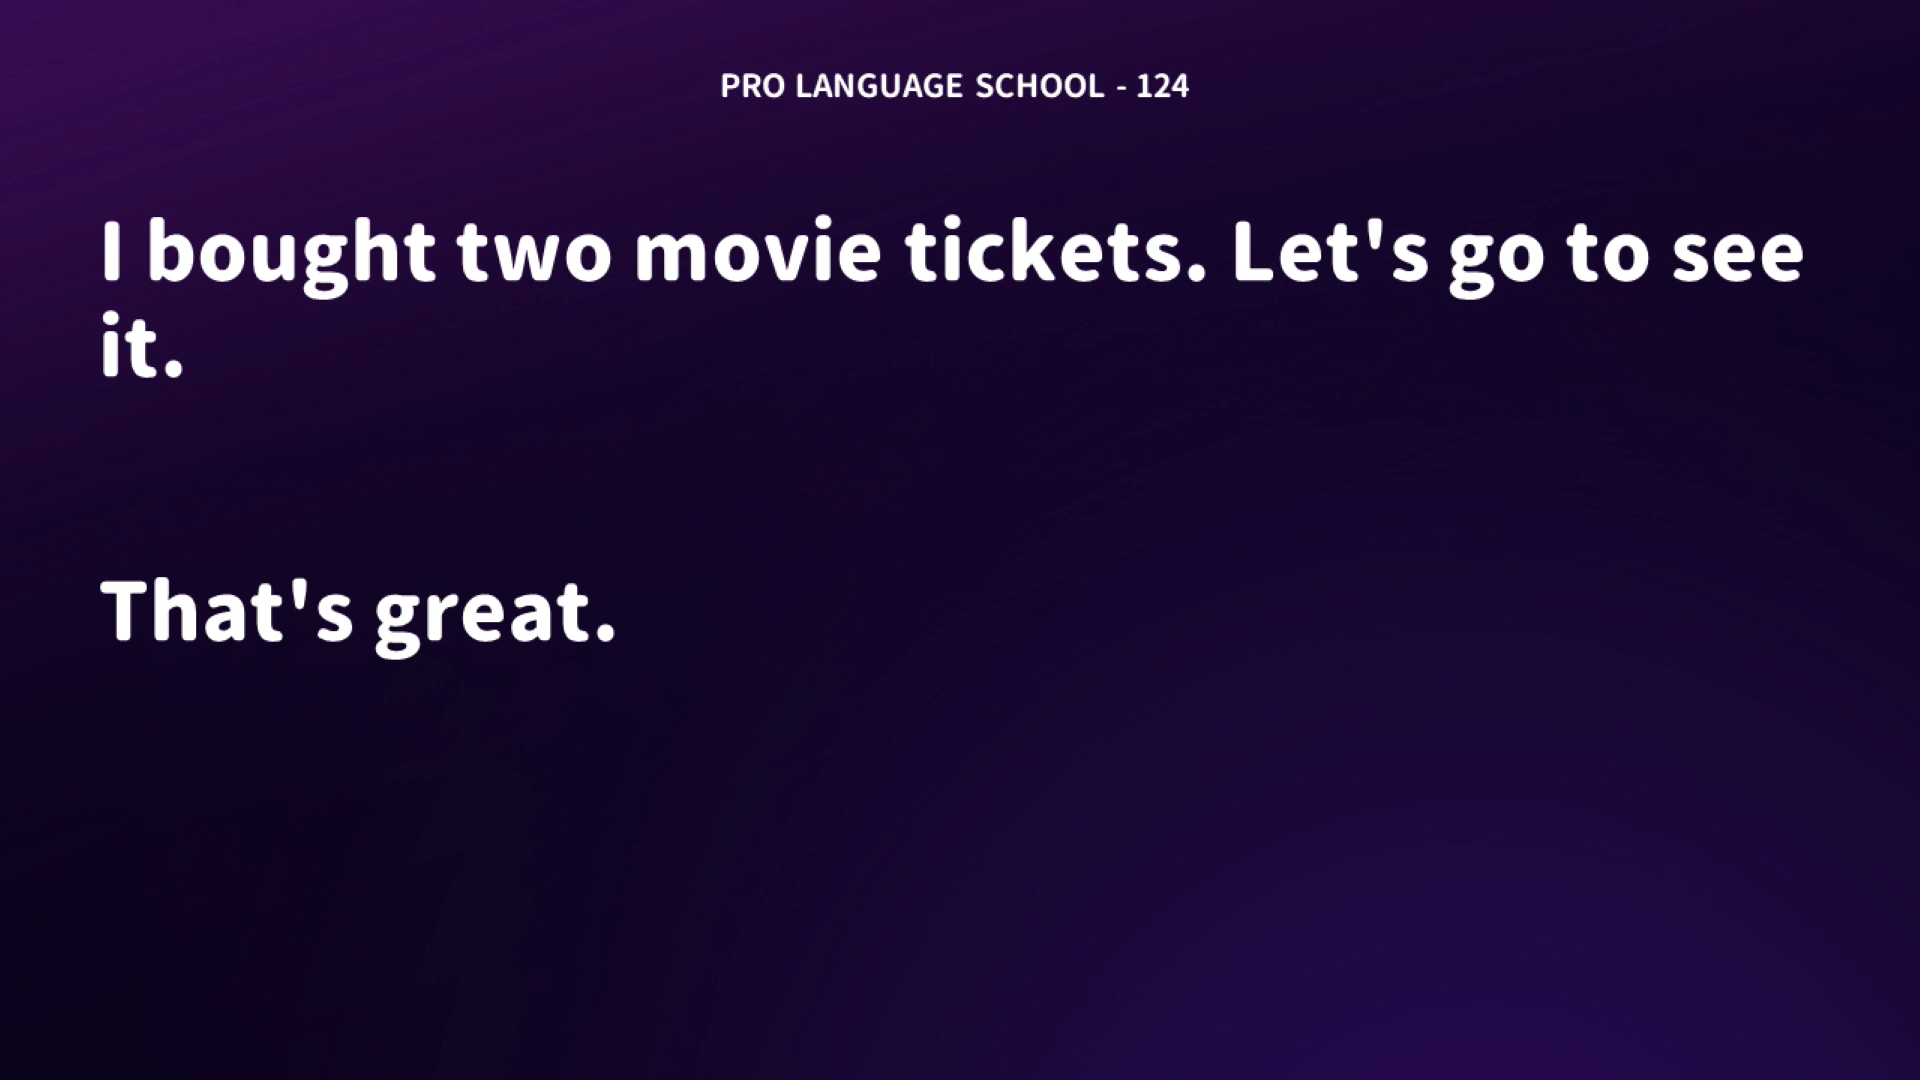 PRO LANGUAGE SCHOOL - 124
I bought two movie tickets. Let's go to see
it.
That's great.